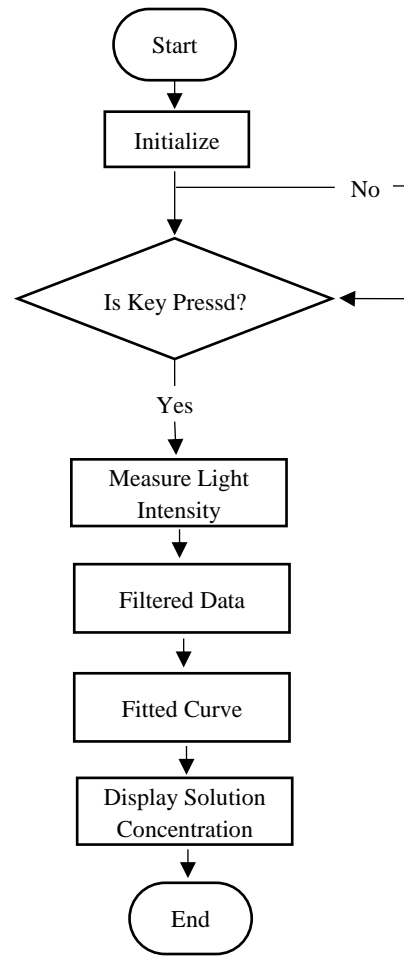 Start
Initialize
No
Is Key Pressd?
Yes
Measure Light
Intensity
Filtered Data
Fitted Curve
Display Solution
Concentration
End